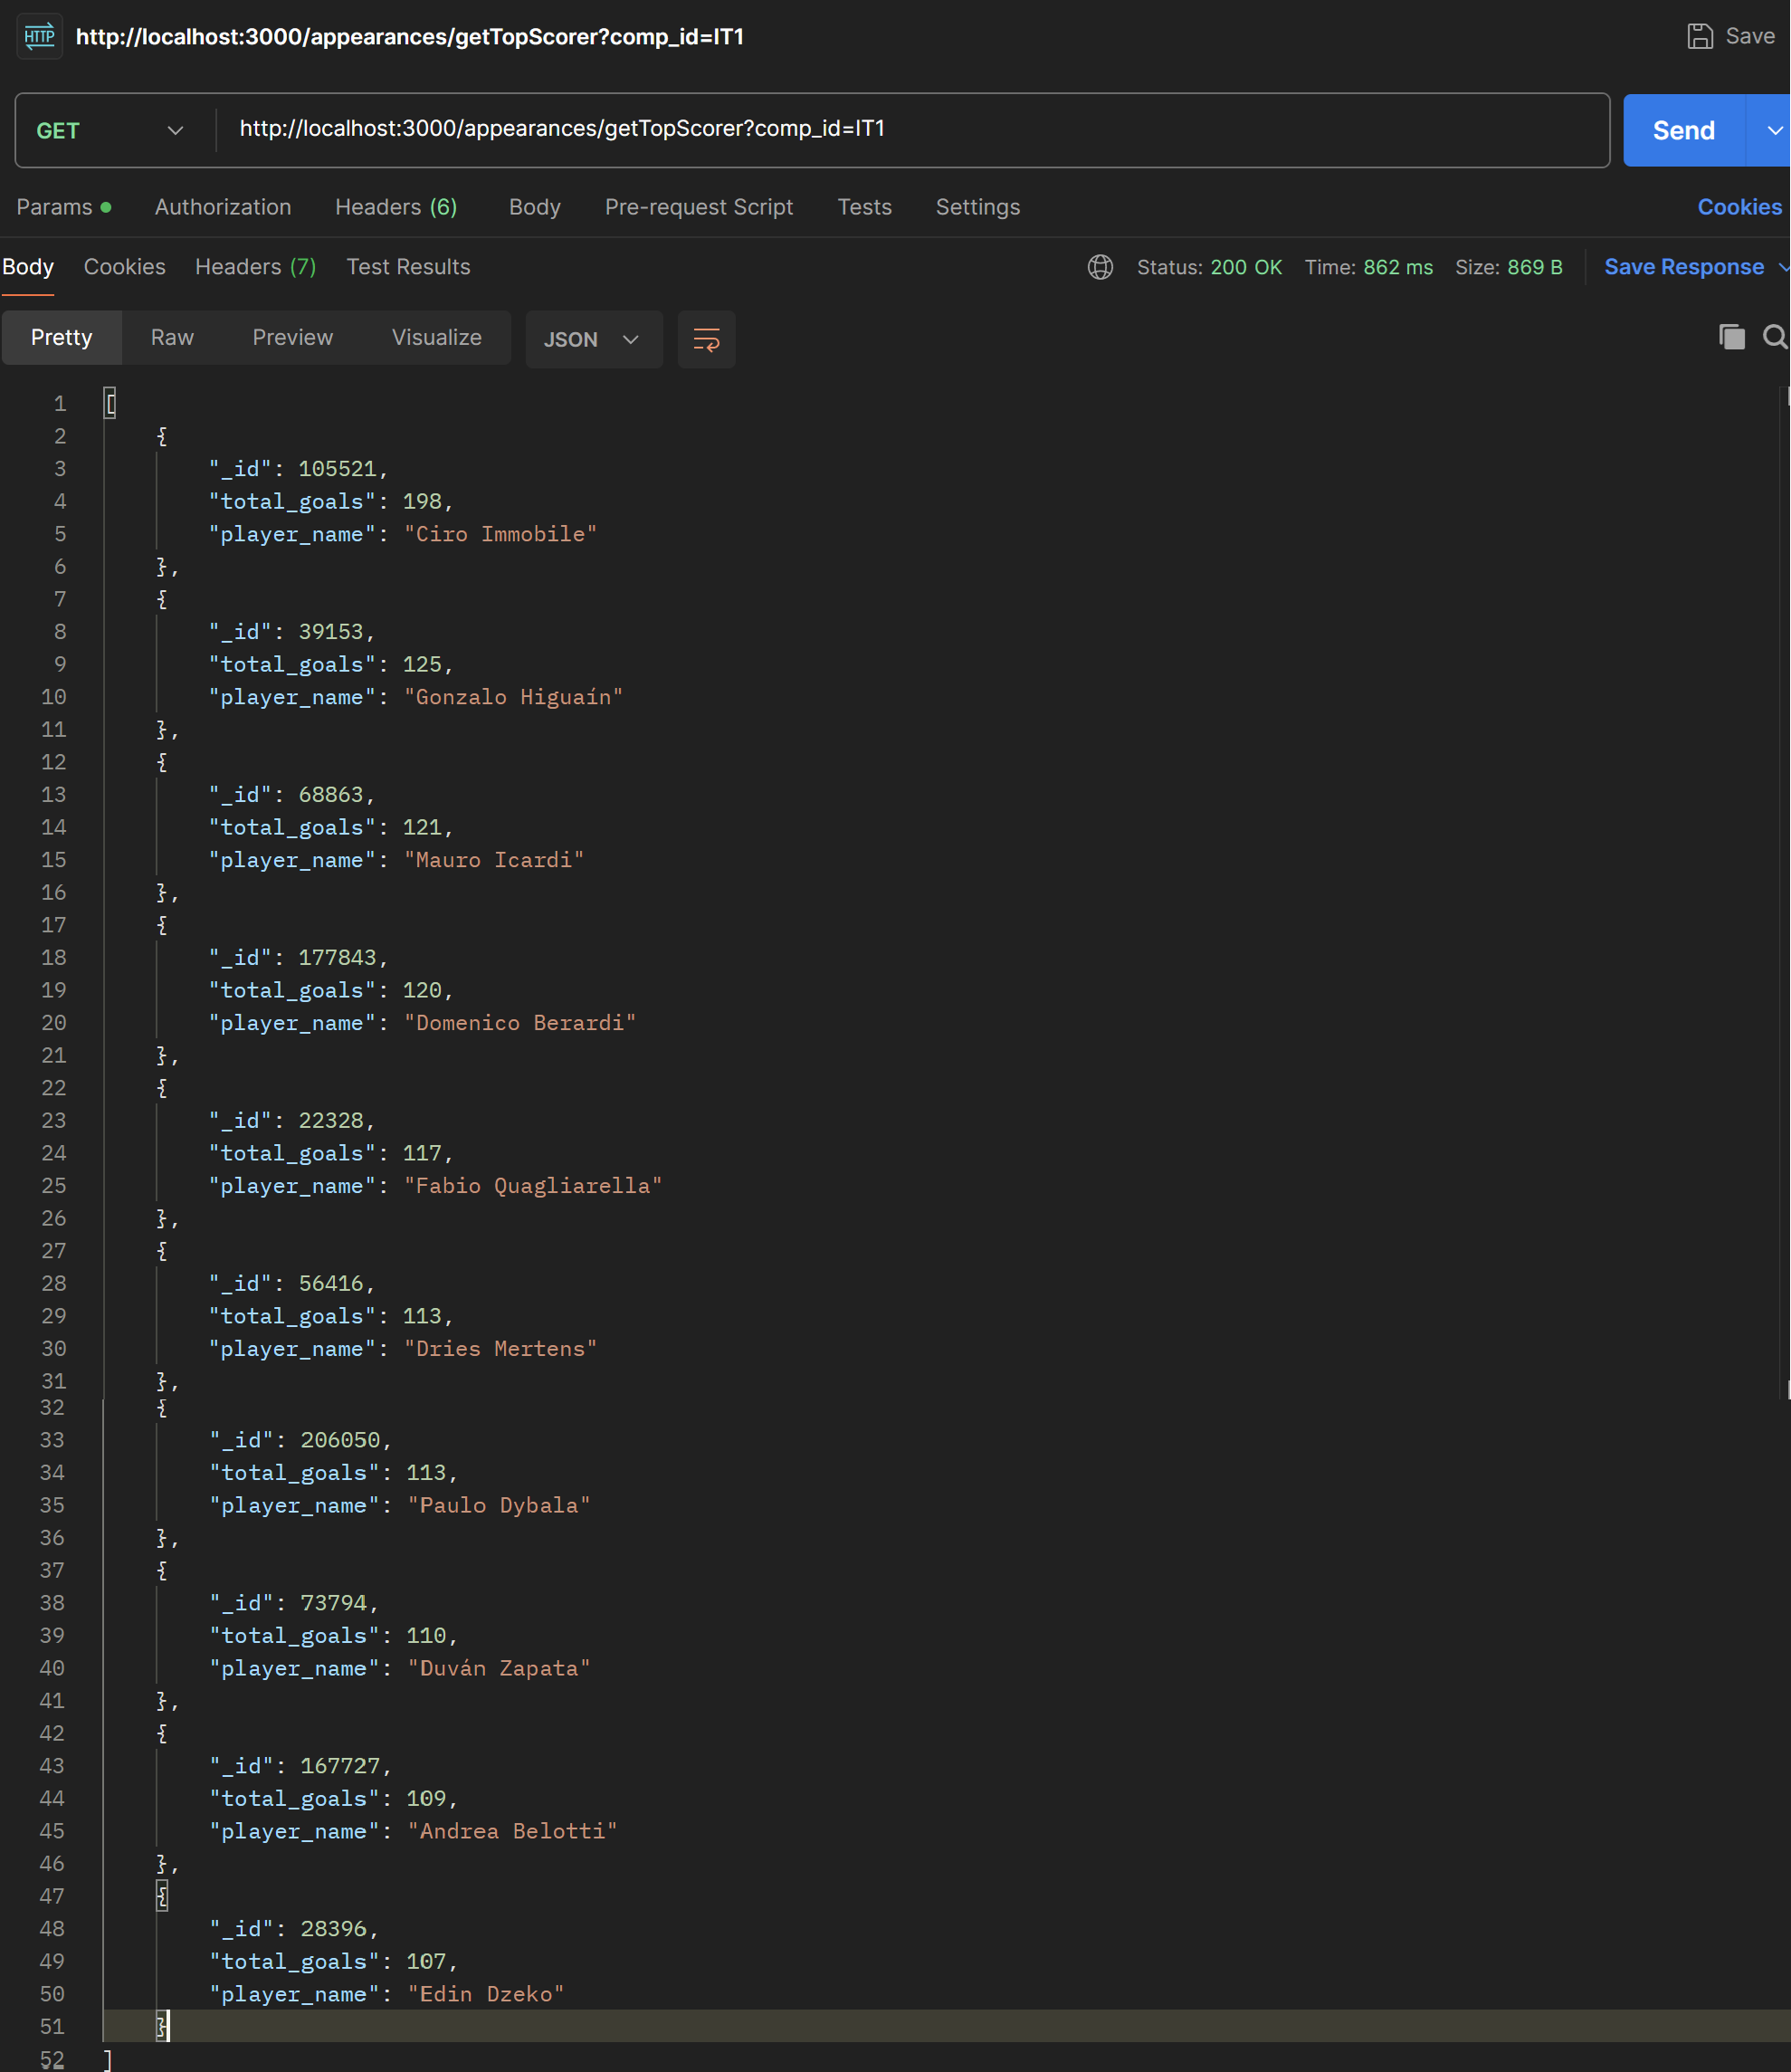 HTTP http://localhost:3000/appearances/getTopScorer?comp_id=IT1 Save
GET http://localhost:3000/appearances/getTopScorer?comp_id=IT1 Send
Params Authorization Headers (6) Body Pre-request Script Tests Settings Cookies
Body Cookies Headers (7) Test Results Status: 200 OK Time: 862 ms Size: 869 B Save Response
Pretty Raw Preview Visualize JSON
1 [
2 {
3 "_id": 105521,
4 "total_goals": 198,
5 "player_name": "Ciro Immobile"
6 },
7 {
8 "_id": 39153,
9 "total_goals": 125,
10 "player_name": "Gonzalo Higuaín"
11 },
12 {
13 "_id": 68863,
14 "total_goals": 121,
15 "player_name": "Mauro Icardi"
16 },
17 {
18 "_id": 177843,
19 "total_goals": 120,
20 "player_name": "Domenico Berardi"
21 },
22 {
23 "_id": 22328,
24 "total_goals": 117,
25 "player_name": "Fabio Quagliarella"
26 },
27 {
28 "_id": 56416,
29 "total_goals": 113,
30 "player_name": "Dries Mertens"
31 },
32 {
33 "_id": 206050,
34 "total_goals": 113,
35 "player_name": "Paulo Dybala"
36 },
37 {
38 "_id": 73794,
39 "total_goals": 110,
40 "player_name": "Duván Zapata"
41 },
42 {
43 "_id": 167727,
44 "total_goals": 109,
45 "player_name": "Andrea Belotti"
46 },
47 {
48 "_id": 28396,
49 "total_goals": 107,
50 "player_name": "Edin Dzeko"
51 }
52 ]